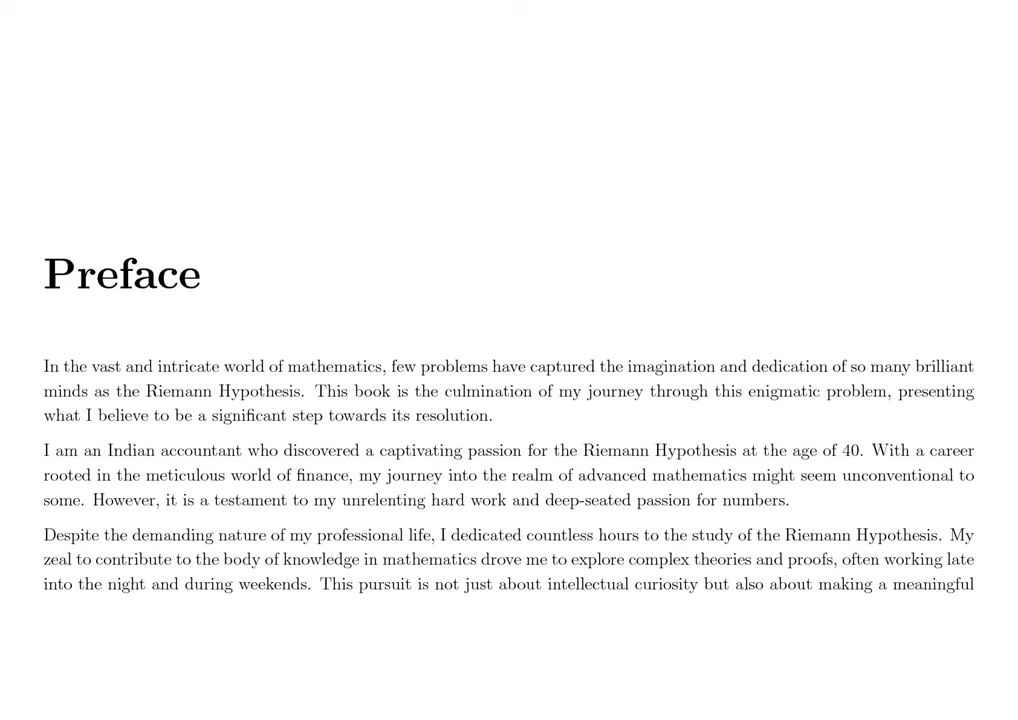 Preface
In the vast and intricate world of mathematics, few problems have captured the imagination and dedication of so many brilliant
minds as the Riemann Hypothesis. This book is the culmination of my journey through this enigmatic problem, presenting
what I believe to be a significant step towards its resolution.
I am an Indian accountant who discovered a captivating passion for the Riemann Hypothesis at the age of 40. With a career
rooted in the meticulous world of finance, my journey into the realm of advanced mathematics might seem unconventional to
some. However, it is a testament to my unrelenting hard work and deep-seated passion for numbers.
Despite the demanding nature of my professional life, I dedicated countless hours to the study of the Riemann Hypothesis. My
zeal to contribute to the body of knowledge in mathematics drove me to explore complex theories and proofs, often working late
into the night and during weekends. This pursuit is not just about intellectual curiosity but also about making a meaningful